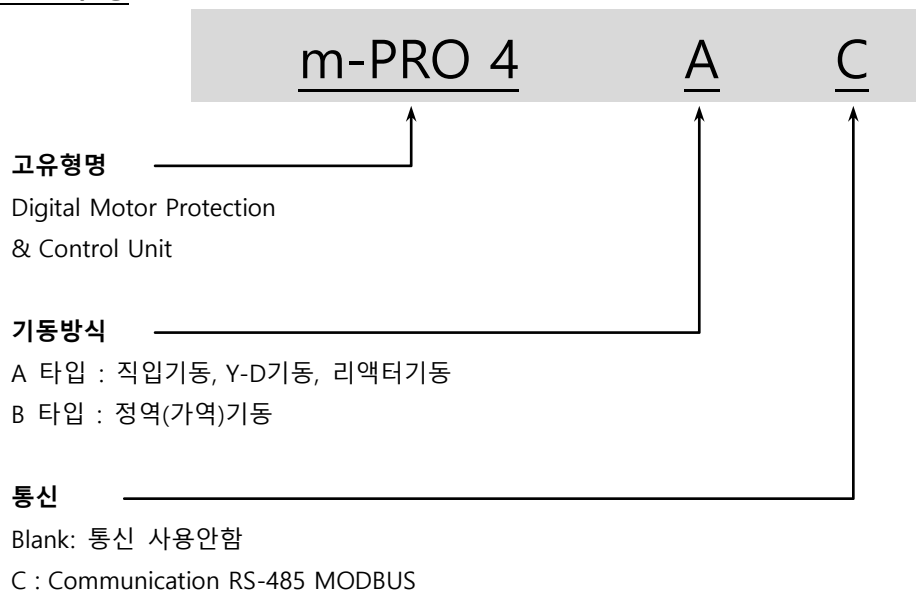 m-PRO 4 A C
고유형명
Digital Motor Protection
& Control Unit
기동방식
A 타입 : 직입기동, Y-D기동, 리액터기동
B 타입 : 정역(가역)기동
통신
Blank: 통신 사용안함
C : Communication RS-485 MODBUS